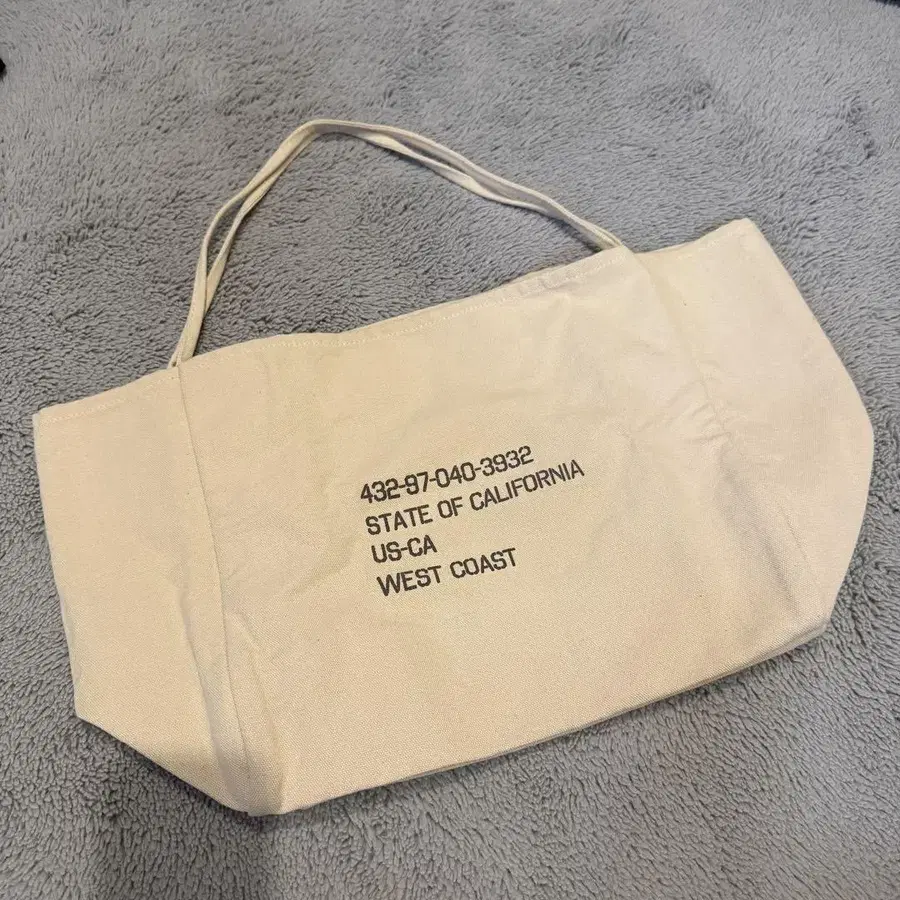 432-97-040-3932
STATE OF CALIFORNIA
US-CA
WEST COAST